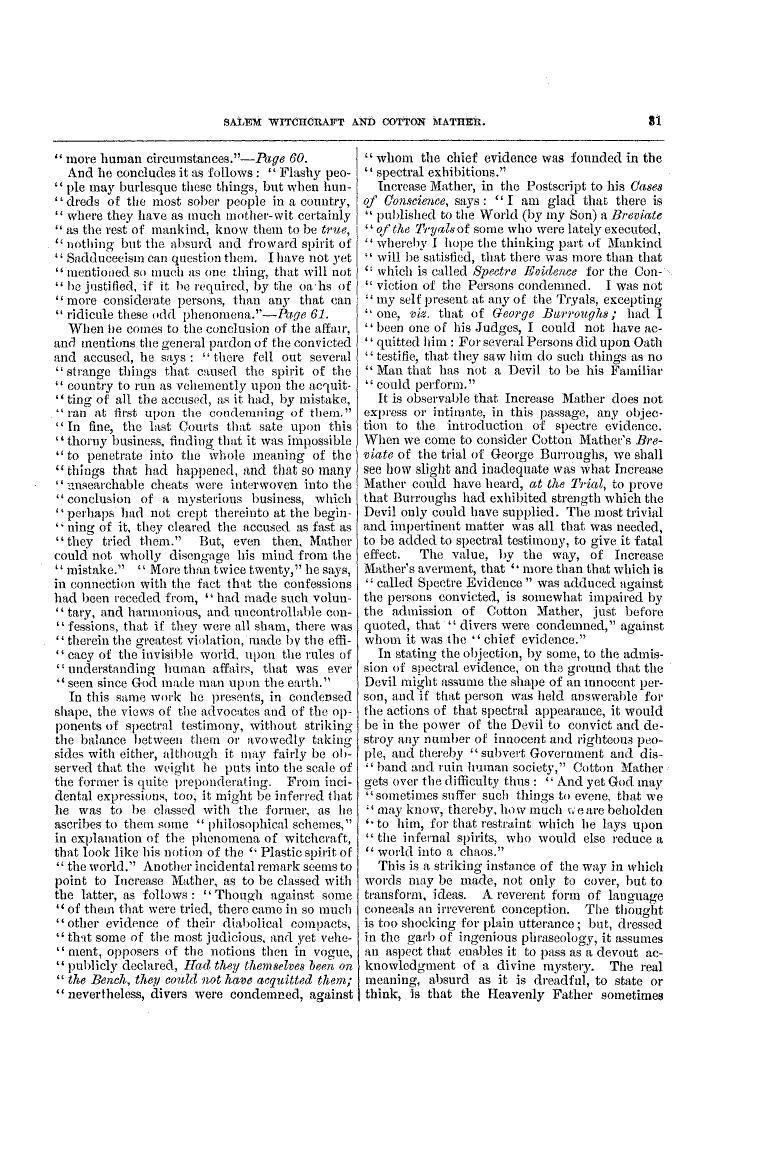 SALEM WITCHCRAFT AND COTTON MATHER. 31
“ more human circumstances.”—Page 60.
And he concludes it as follows : “ Flashy peo-
“ ple may burlesque these things, but when hun-
“ dreds of the most sober people in a country,
“ where they have as much mother-wit certainly
“ as the rest of mankind, know them to be true,
“ nothing but the absurd and froward spirit of
“ Sadduceeism can question them. I have not yet
“ mentioned so much as one thing, that will not
“ be justified, if it be required, by the oa hs of
“ more considerate persons, than any that can
“ ridicule these odd phenomena.”—Page 61.
When he comes to the conclusion of the affair,
and mentions the general pardon of the convicted
and accused, he says : “ there fell out several
“ strange things that caused the spirit of the
“ country to run as vehemently upon the acquit-
“ ting of all the accused, as it had, by mistake,
“ ran at first upon the condemning of them.”
“ In fine, the last Courts that sate upon this
“ thorny business, finding that it was impossible
“ to penetrate into the whole meaning of the
“ things that had happened, and that so many
“ unsearchable cheats were interwoven into the
“ conclusion of a mysterious business, which
“ perhaps had not crept thereinto at the begin-
“ ning of it, they cleared the accused as fast as
“ they tried them.” But, even then, Mather
could not wholly disengage his mind from the
“ mistake.” “ More than twice twenty,” he says,
in connection with the fact that the confessions
had been receded from, “ had made such volun-
“ tary, and harmonious, and uncontrollable con-
“ fessions, that if they were all sham, there was
“ therein the greatest violation, made by the effi-
“ cacy of the invisible world, upon the rules of
“ understanding human affairs, that was ever
“ seen since God made man upon the earth.”
In this same work he presents, in condensed
shape, the views of the advocates and of the op-
ponents of spectral testimony, without striking
the balance between them or avowedly taking
sides with either, although it may fairly be ob-
served that the weight he puts into the scale of
the former is quite preponderating. From inci-
dental expressions, too, it might be inferred that
he was to be classed with the former, as he
ascribes to them some “ philosophical schemes,”
in explanation of the phenomena of witchcraft,
that look like his notion of the “ Plastic spirit of
“ the world.” Another incidental remark seems to
point to Increase Mather, as to be classed with
the latter, as follows : “ Though against some
“ of them that were tried, there came in so much
“ other evidence of their diabolical compacts,
“ that some of the most judicious, and yet vehe-
“ ment, opposers of the notions then in vogue,
“ publicly declared, Had they themselves been on
“ the Bench, they could not have acquitted them;
“ nevertheless, divers were condemned, against
“ whom the chief evidence was founded in the
“ spectral exhibitions.”
Increase Mather, in the Postscript to his Cases
of Conscience, says : “ I am glad that there is
“ published to the World (by my Son) a Breviate
“ of the Tryals of some who were lately executed,
“ whereby I hope the thinking part of Mankind
“ will be satisfied, that there was more than that
“ which is called Spectre Evidence for the Con-
“ viction of the Persons condemned. I was not
“ my self present at any of the Tryals, excepting
“ one, viz. that of George Burroughs; had I
“ been one of his Judges, I could not have ac-
“ quitted him : For several Persons did upon Oath
“ testifie, that they saw him do such things as no
“ Man that has not a Devil to be his Familiar
“ could perform.”
It is observable that Increase Mather does not
express or intimate, in this passage, any objec-
tion to the introduction of spectre evidence.
When we come to consider Cotton Mather's Bre-
viate of the trial of George Burroughs, we shall
see how slight and inadequate was what Increase
Mather could have heard, at the Trial, to prove
that Burroughs had exhibited strength which the
Devil only could have supplied. The most trivial
and impertinent matter was all that was needed,
to be added to spectral testimony, to give it fatal
effect. The value, by the way, of Increase
Mather's averment, that “ more than that which is
“ called Spectre Evidence ” was adduced against
the persons convicted, is somewhat impaired by
the admission of Cotton Mather, just before
quoted, that “ divers were condemned,” against
whom it was the “ chief evidence.”
In stating the objection, by some, to the admis-
sion of spectral evidence, on the ground that the
Devil might assume the shape of an innocent per-
son, and if that person was held answerable for
the actions of that spectral appearance, it would
be in the power of the Devil to convict and de-
stroy any number of innocent and righteous peo-
ple, and thereby “ subvert Government and dis-
“ band and ruin human society,” Cotton Mather
gets over the difficulty thus : “ And yet God may
“ sometimes suffer such things to evene, that we
“ may know, thereby, how much we are beholden
“ to him, for that restraint which he lays upon
“ the infernal spirits, who would else reduce a
“ world into a chaos.”
This is a striking instance of the way in which
words may be made, not only to cover, but to
transform, ideas. A reverent form of language
conceals an irreverent conception. The thought
is too shocking for plain utterance ; but, dressed
in the garb of ingenious phraseology, it assumes
an aspect that enables it to pass as a devout ac-
knowledgment of a divine mystery. The real
meaning, absurd as it is dreadful, to state or
think, is that the Heavenly Father sometimes